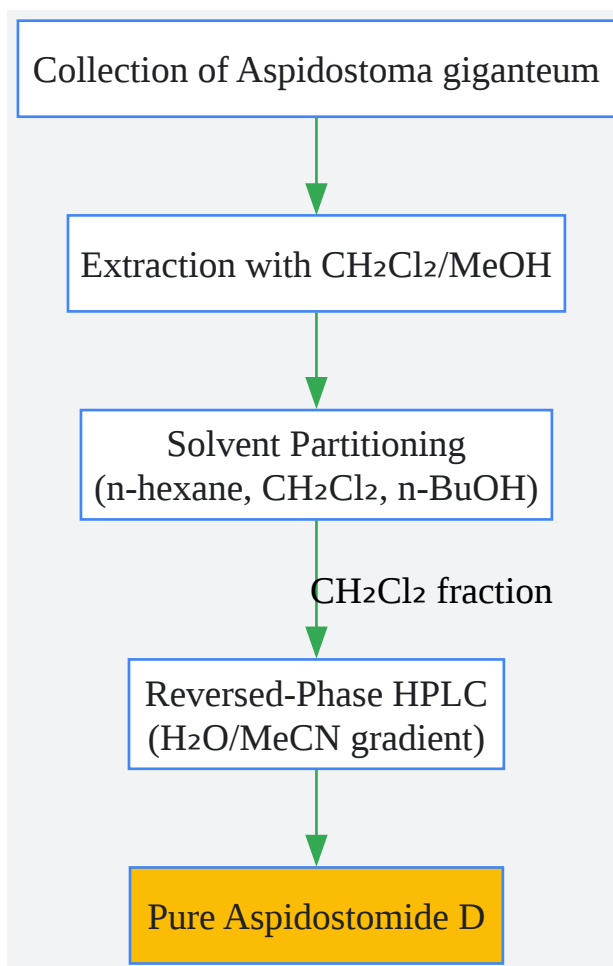 Collection of Aspidostoma giganteum
Extraction with CH₂Cl₂/MeOH
Solvent Partitioning
(n-hexane, CH₂Cl₂, n-BuOH)
CH₂Cl₂ fraction
Reversed-Phase HPLC
(H₂O/MeCN gradient)
Pure Aspidostomide D